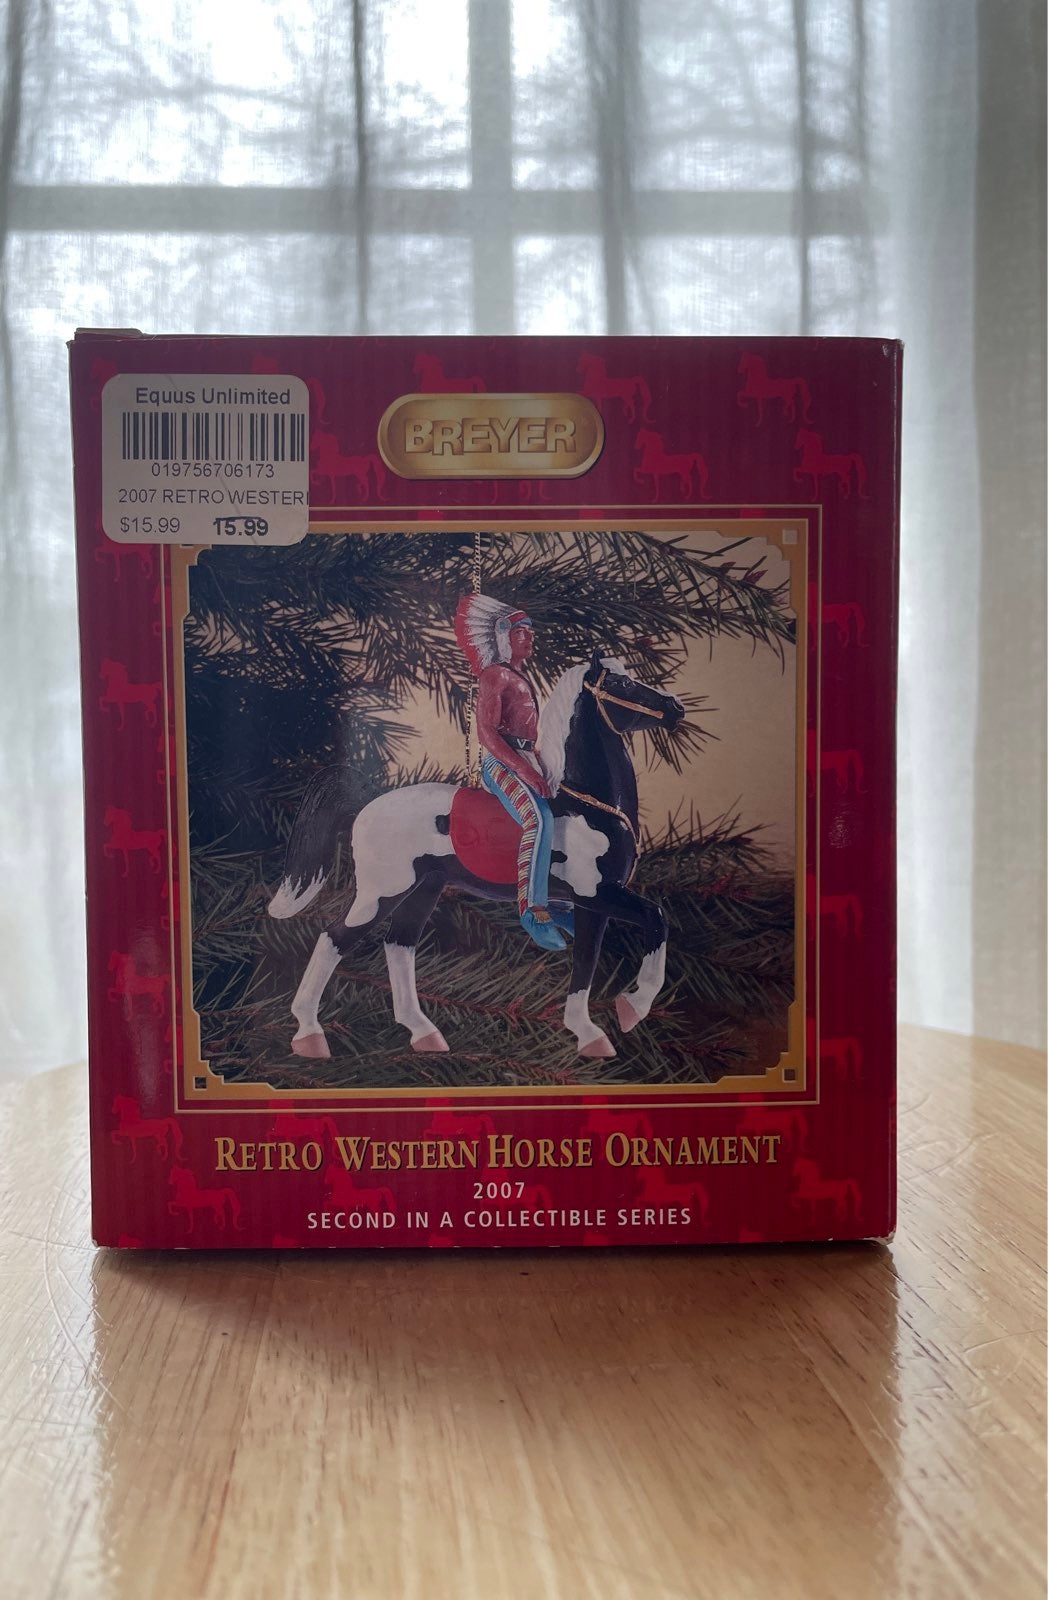 Equus Unlimited
019756706173
2007 RETRO WESTERN
$15.99 15.99
BREYER
RETRO WESTERN HORSE ORNAMENT
2007
SECOND IN A COLLECTIBLE SERIES